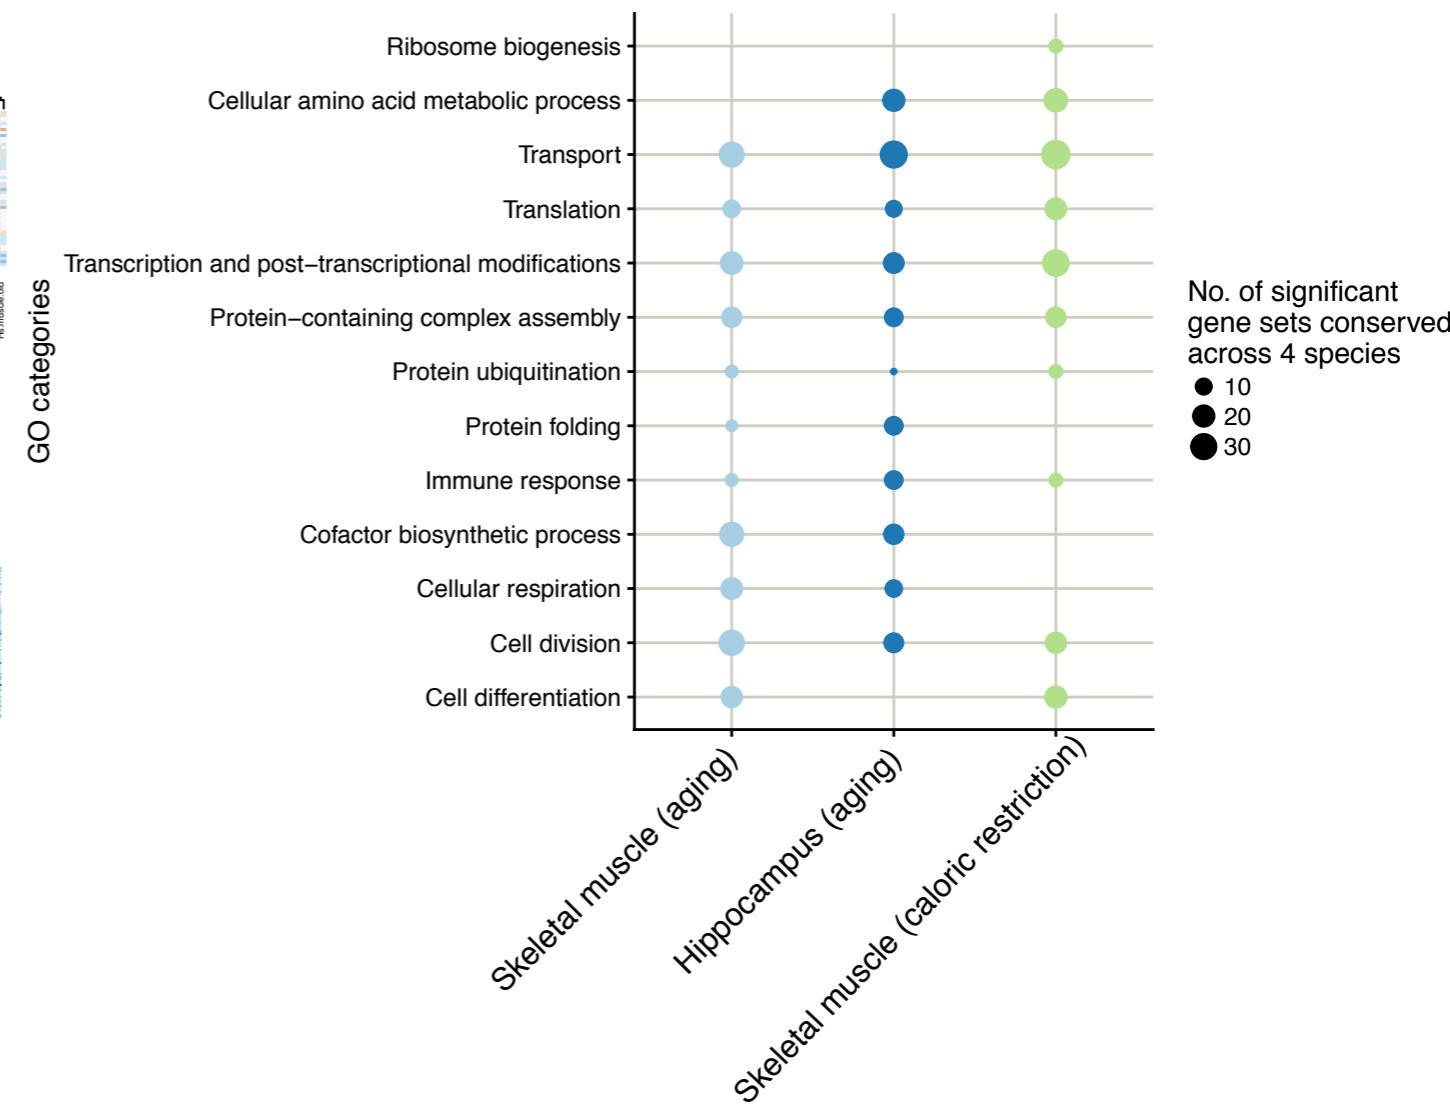 GO categories
Ribosome biogenesis
Cellular amino acid metabolic process
Transport
Translation
Transcription and post−transcriptional modifications
Protein−containing complex assembly
Protein ubiquitination
Protein folding
Immune response
Cofactor biosynthetic process
Cellular respiration
Cell division
Cell differentiation
Skeletal muscle (aging)
Hippocampus (aging)
Skeletal muscle (caloric restriction)
No. of significant
gene sets conserved
across 4 species
10
20
30